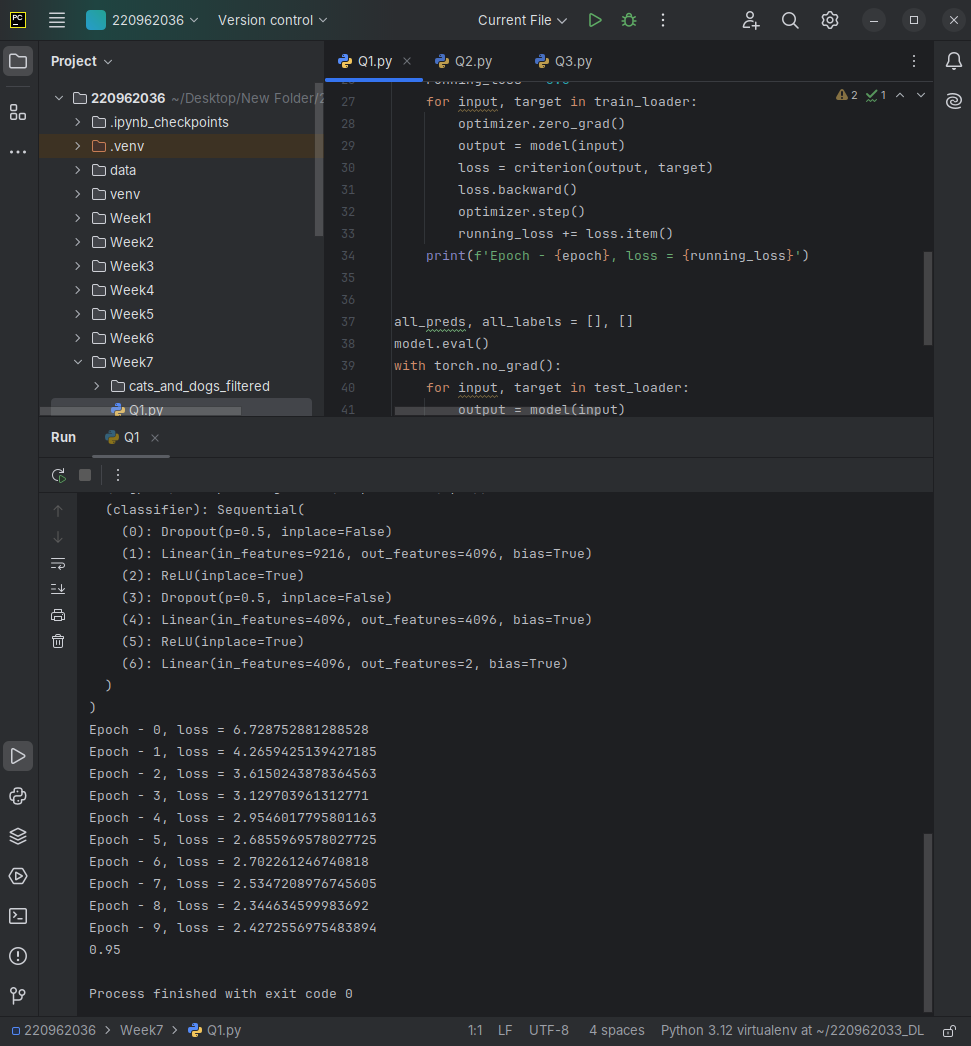 PC
220962036
Version control
Current File
Project
Q1.py
Q2.py
Q3.py
220962036 ~/Desktop/New Folder/2
.ipynb_checkpoints
.venv
data
venv
Week1
Week2
Week3
Week4
Week5
Week6
Week7
cats_and_dogs_filtered
Q1.py
2
1
27 for input, target in train_loader:
28 optimizer.zero_grad()
29 output = model(input)
30 loss = criterion(output, target)
31 loss.backward()
32 optimizer.step()
33 running_loss += loss.item()
34 print(f'Epoch - {epoch}, loss = {running_loss}')
35
36
37 all_preds, all_labels = [], []
38 model.eval()
39 with torch.no_grad():
40 for input, target in test_loader:
41 output = model(input)
Run
Q1
(classifier): Sequential(
(0): Dropout(p=0.5, inplace=False)
(1): Linear(in_features=9216, out_features=4096, bias=True)
(2): ReLU(inplace=True)
(3): Dropout(p=0.5, inplace=False)
(4): Linear(in_features=4096, out_features=4096, bias=True)
(5): ReLU(inplace=True)
(6): Linear(in_features=4096, out_features=2, bias=True)
)
)
Epoch - 0, loss = 6.728752881288528
Epoch - 1, loss = 4.2659425139427185
Epoch - 2, loss = 3.6150243878364563
Epoch - 3, loss = 3.129703961312771
Epoch - 4, loss = 2.9546017795801163
Epoch - 5, loss = 2.6855969578027725
Epoch - 6, loss = 2.702261246740818
Epoch - 7, loss = 2.5347208976745605
Epoch - 8, loss = 2.344634599983692
Epoch - 9, loss = 2.4272556975483894
0.95
Process finished with exit code 0
220962036 > Week7 > Q1.py
1:1 LF UTF-8 4 spaces Python 3.12 virtualenv at ~/220962033_DL